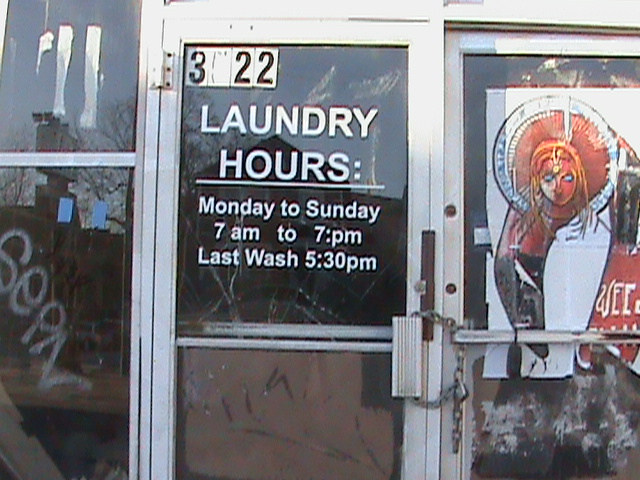 3 22
LAUNDRY
HOURS:
Monday to Sunday
7 am to 7:pm
Last Wash 5:30pm